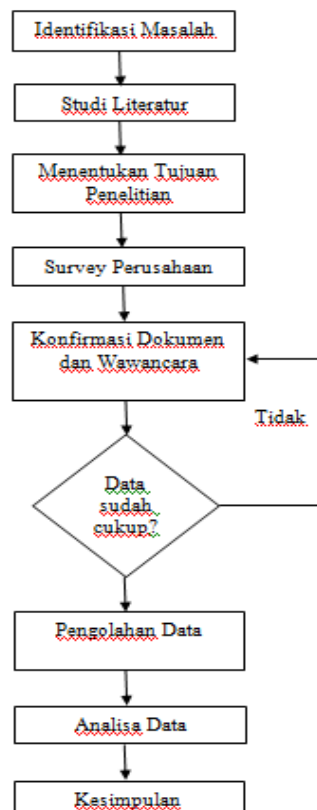 Identifikasi Masalah
Studi Literatur
Menentukan Tujuan
Penelitian
Survey Perusahaan
Konfirmasi Dokumen
dan Wawancara
Tidak
Data
sudah
cukup?
Pengolahan Data
Analisa Data
Kesimpulan